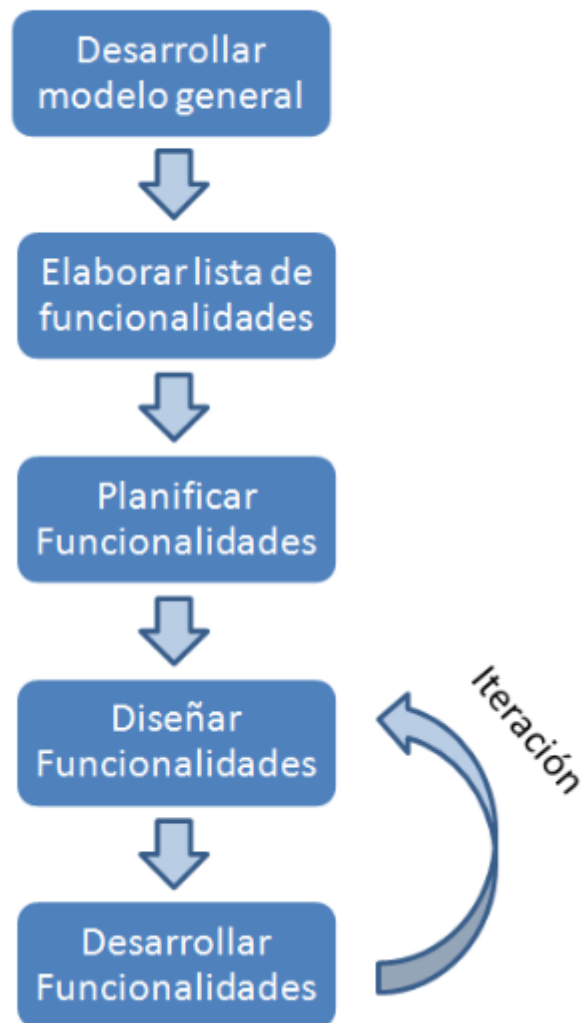 Desarrollar
modelo general
Elaborar lista de
funcionalidades
Planificar
Funcionalidades
Diseñar
Funcionalidades
Iteración
Desarrollar
Funcionalidades